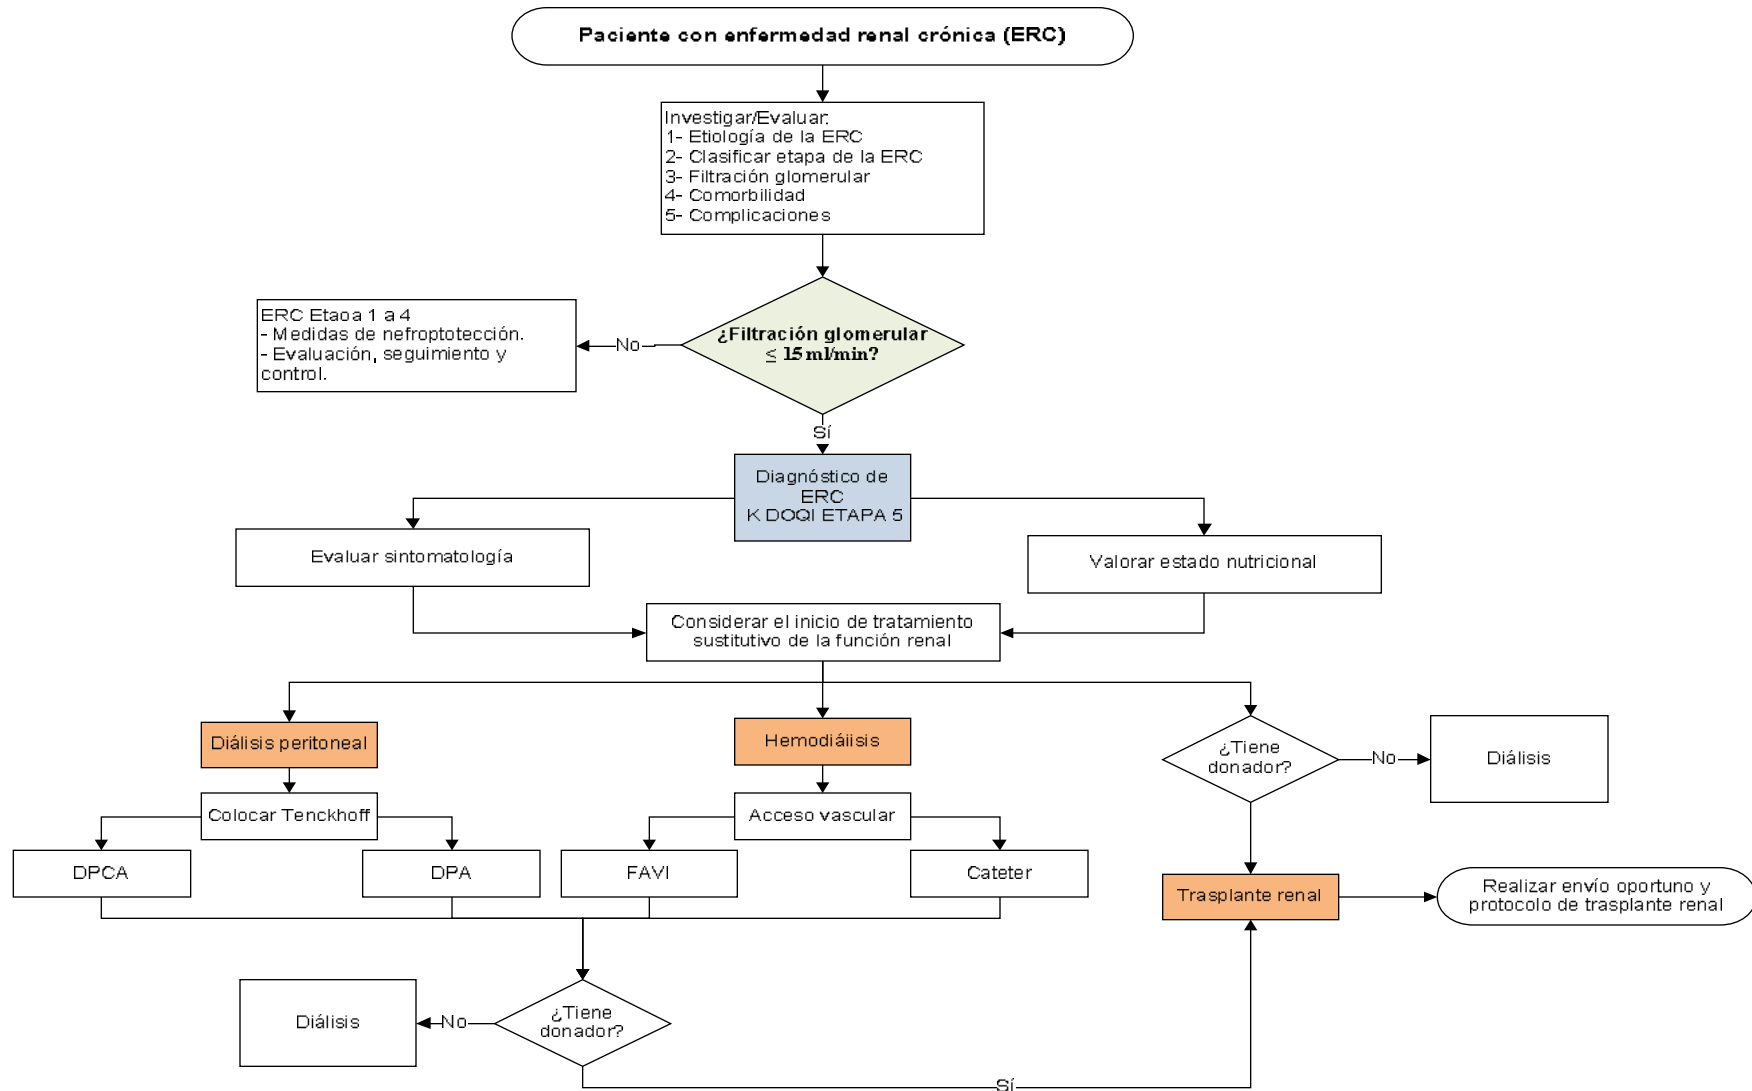 Paciente con enfermedad renal crónica (ERC)
Investigar/Evaluar:
1- Etiología de la ERC
2- Clasificar etapa de la ERC
3- Filtración glomerular
4- Comorbilidad
5- Complicaciones
¿Filtración glomerular
≤ 15 ml/min?
No
ERC Etaoa 1 a 4
- Medidas de nefroptotección.
- Evaluación, seguimiento y
control.
Sí
Diagnóstico de
ERC
K DOQI ETAPA 5
Evaluar sintomatología
Valorar estado nutricional
Considerar el inicio de tratamiento
sustitutivo de la función renal
Diálisis peritoneal
Hemodiáiisis
¿Tiene
donador?
No
Diálisis
Colocar Tenckhoff
Acceso vascular
DPCA
DPA
FAVI
Cateter
Trasplante renal
Realizar envío oportuno y
protocolo de trasplante renal
¿Tiene
donador?
No
Diálisis
Sí